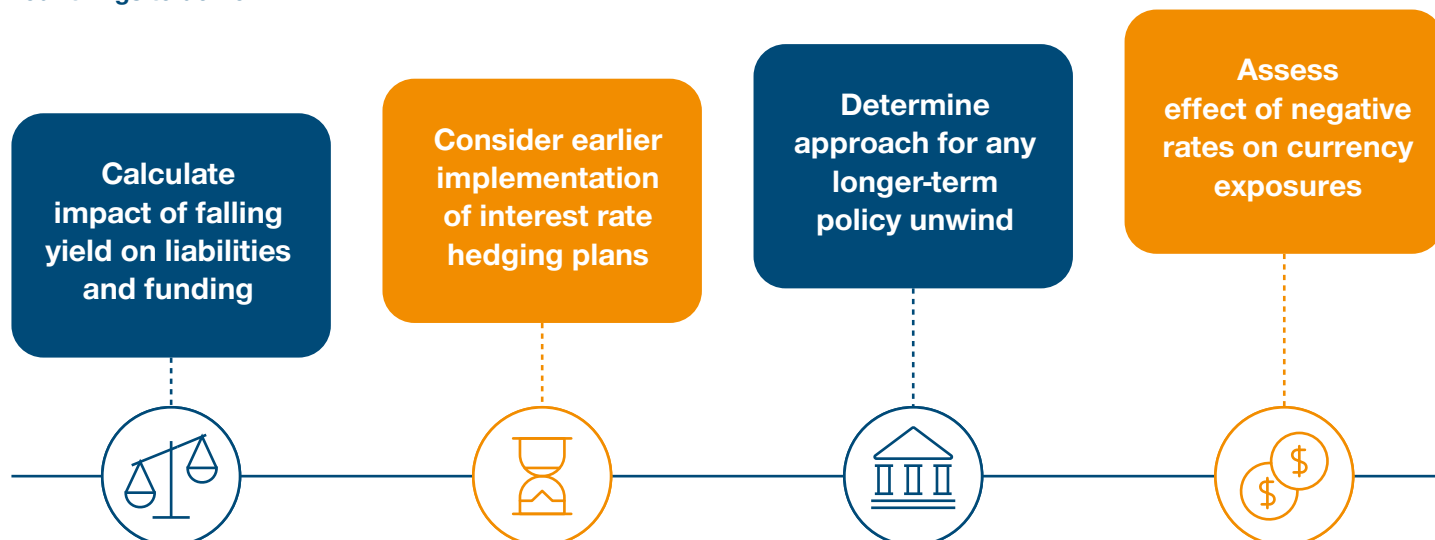 Calculate
impact of falling
yield on liabilities
and funding
Consider earlier
implementation
of interest rate
hedging plans
Determine
approach for any
longer-term
policy unwind
Assess
effect of negative
rates on currency
exposures
$
$